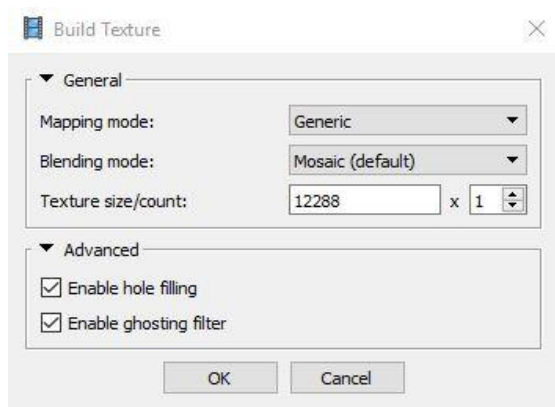 Build Texture
General
Mapping mode: Generic
Blending mode: Mosaic (default)
Texture size/count: 12288 x 1
Advanced
Enable hole filling
Enable ghosting filter
OK Cancel